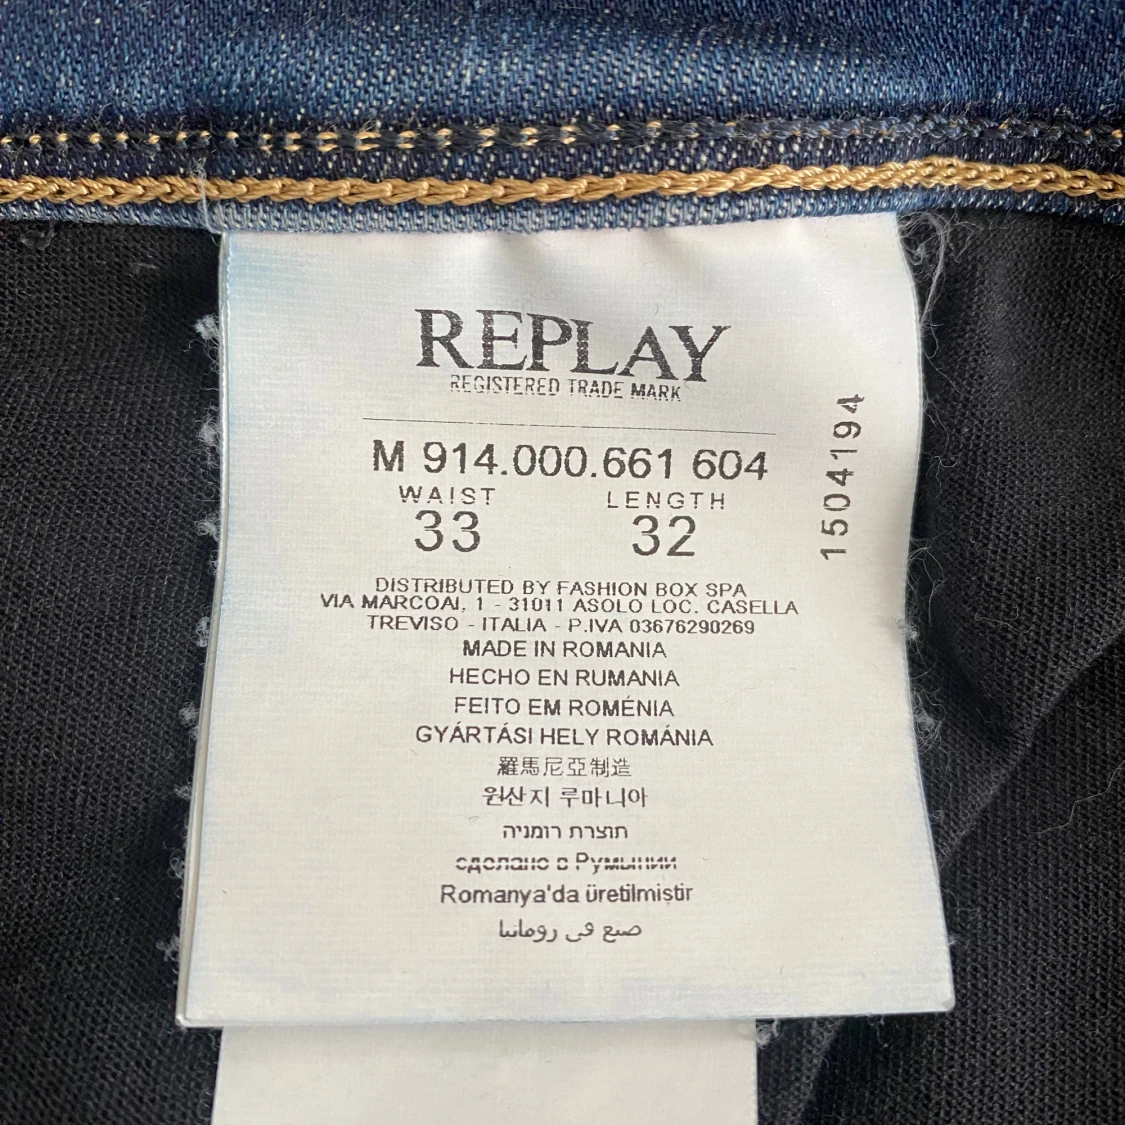 REPLAY
REGISTERED TRADE MARK
M 914.000.661 604
WAIST LENGTH
33 32
1504194
DISTRIBUTED BY FASHION BOX SPA
VIA MARCOAI, 1 - 31011 ASOLO LOC. CASELLA
TREVISO - ITALIA - P.IVA 03676290269
MADE IN ROMANIA
HECHO EN RUMANIA
FEITO EM ROMÉNIA
GYÁRTÁSI HELY ROMÁNIA
羅馬尼亞制造
원산지 루마니아
תוצרת רומניה
сделано в Румынии
Romanya'da üretilmiştir
صنع في رومانيا